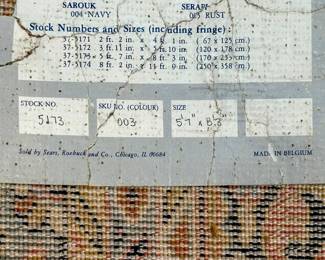 SAROUK SERAFI
004 NAVY 003 RUST
Stock Numbers and Sizes (including fringe) :
37-5171 2 ft. 2 in. x 4 ft. 1 in. ( 67 x 125 cm.)
37-5172 3 ft. 11 in. x 5 ft. 10 in. (120 x 178 cm.)
37-5173 5 ft. 7 in. x 8 ft. 3 in. (170 x 255 cm.)
37-5174 8 ft. 2 in. x 11 ft. 9 in. (250 x 358 cm.)
STOCK NO. SKU NO. (COLOUR) SIZE
5173 003 5'7" x 8'3"
Sold by Sears, Roebuck and Co., Chicago, IL 60684 MADE IN BELGIUM